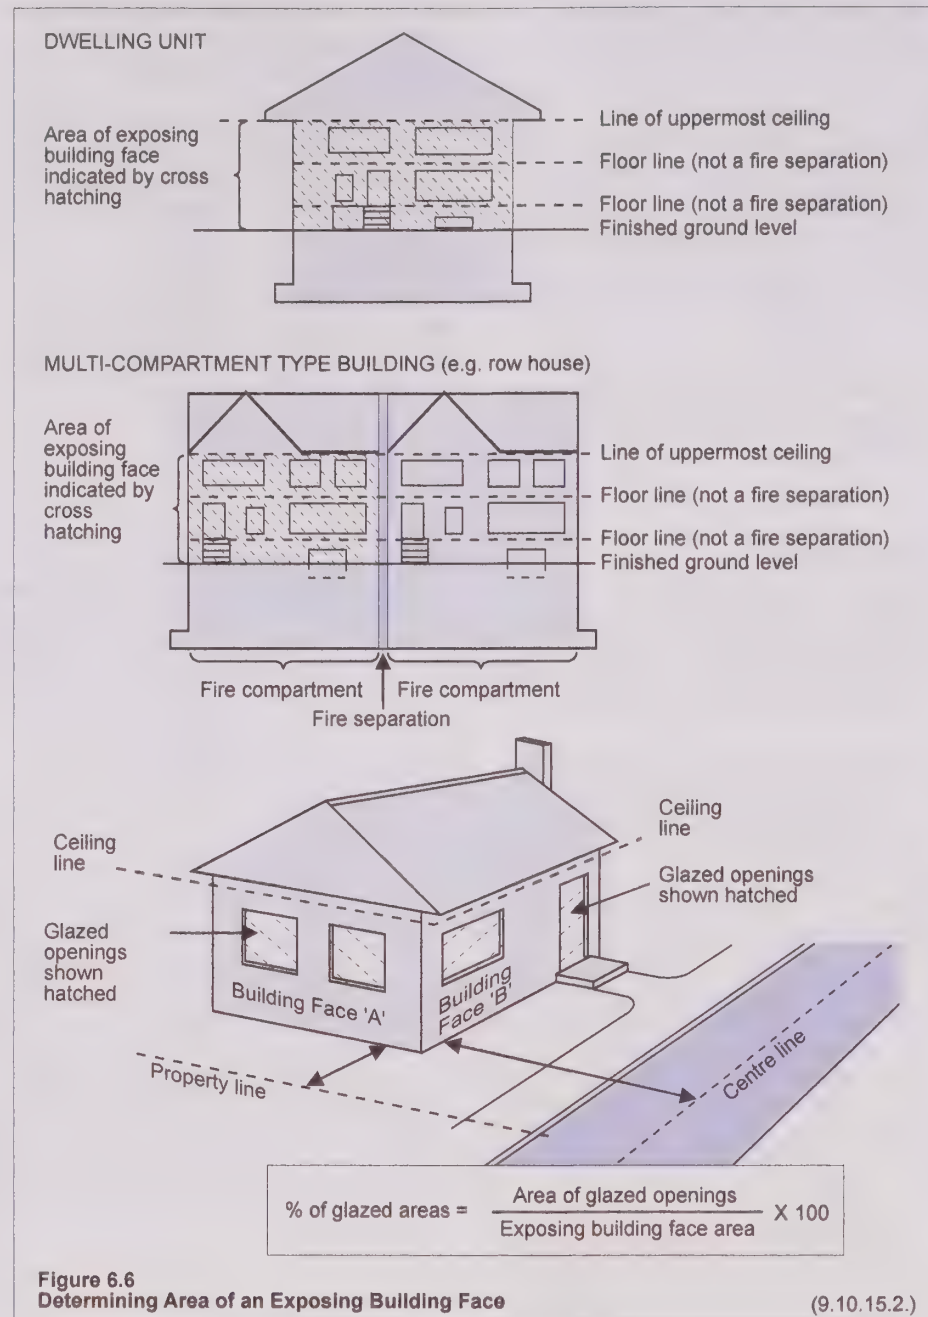 DWELLING UNIT
Area of exposing
building face
indicated by cross
hatching
Line of uppermost ceiling
Floor line (not a fire separation)
Floor line (not a fire separation)
Finished ground level
MULTI-COMPARTMENT TYPE BUILDING (e.g. row house)
Area of
exposing
building face
indicated by
cross
hatching
Line of uppermost ceiling
Floor line (not a fire separation)
Floor line (not a fire separation)
Finished ground level
Fire compartment
Fire compartment
Fire separation
Ceiling
line
Ceiling
line
Glazed openings
shown hatched
Glazed
openings
shown
hatched
Building Face 'A'
Building
Face 'B'
Property line
Centre line
% of glazed areas = Area of glazed openings
Exposing building face area X 100
Figure 6.6
Determining Area of an Exposing Building Face
(9.10.15.2.)